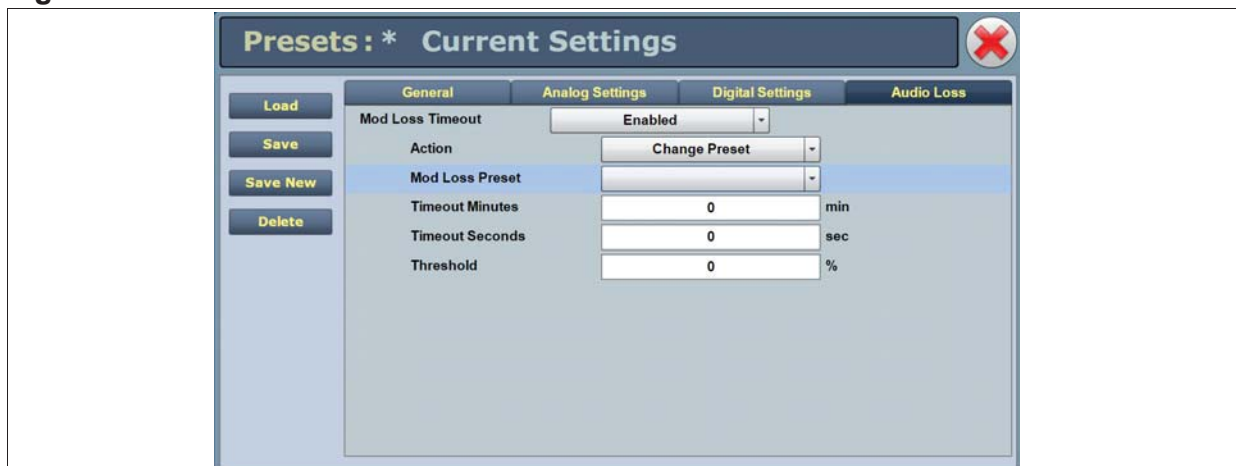 Presets: * Current Settings
Load
Save
Save New
Delete
General Analog Settings Digital Settings Audio Loss
Mod Loss Timeout Enabled
Action Change Preset
Mod Loss Preset
Timeout Minutes 0 min
Timeout Seconds 0 sec
Threshold 0 %